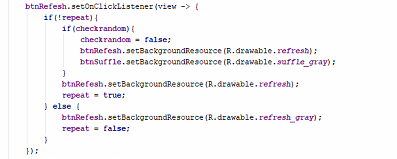 btnRefesh.setOnClickListener(view -> {
    if(!repeat){
        if(checkrandom){
            checkrandom = false;
            btnRefesh.setBackgroundResource(R.drawable.refresh);
            btnSuffle.setBackgroundResource(R.drawable.suffle_gray);
        }
        btnRefesh.setBackgroundResource(R.drawable.refresh);
        repeat = true;
    } else {
        btnRefesh.setBackgroundResource(R.drawable.refresh_gray);
        repeat = false;
    }
});